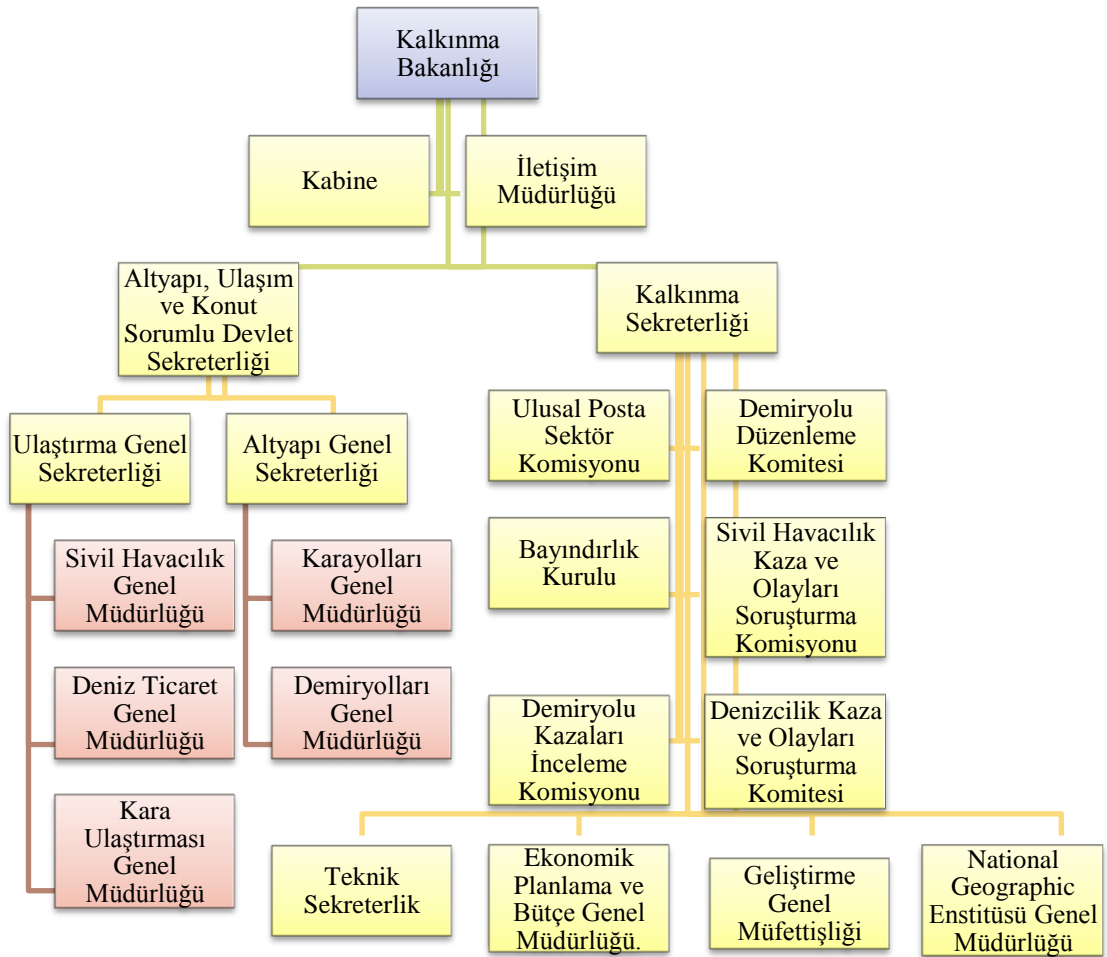 Kalkınma
Bakanlığı
Kabine
İletişim
Müdürlüğü
Altyapı, Ulaşım
ve Konut
Sorumlu Devlet
Sekreterliği
Kalkınma
Sekreterliği
Ulaştırma Genel
Sekreterliği
Altyapı Genel
Sekreterliği
Sivil Havacılık
Genel
Müdürlüğü
Deniz Ticaret
Genel
Müdürlüğü
Kara
Ulaştırması
Genel
Müdürlüğü
Karayolları
Genel
Müdürlüğü
Demiryolları
Genel
Müdürlüğü
Ulusal Posta
Sektör
Komisyonu
Demiryolu
Düzenleme
Komitesi
Bayındırlık
Kurulu
Sivil Havacılık
Kaza ve
Olayları
Soruşturma
Komisyonu
Demiryolu
Kazaları
İnceleme
Komisyonu
Denizcilik Kaza
ve Olayları
Soruşturma
Komitesi
Teknik
Sekreterlik
Ekonomik
Planlama ve
Bütçe Genel
Müdürlüğü.
Geliştirme
Genel
Müfettişliği
National
Geographic
Enstitüsü Genel
Müdürlüğü